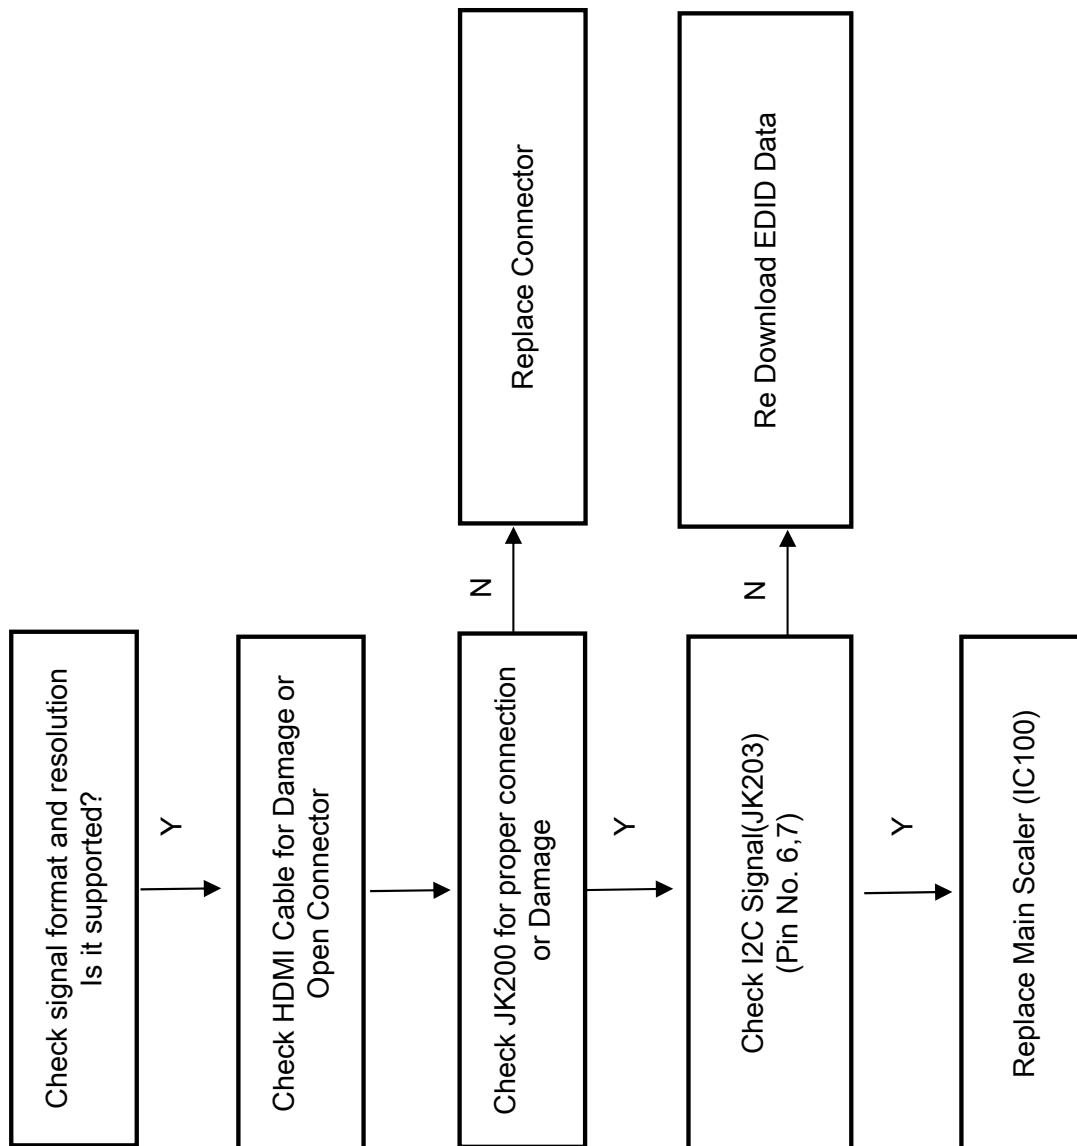 Check signal format and resolution
Is it supported?
Y
Check HDMI Cable for Damage or
Open Connector
Check JK200 for proper connection
or Damage
N
Replace Connector
Y
Check I2C Signal(JK203)
(Pin No. 6,7)
N
Re Download EDID Data
Y
Replace Main Scaler (IC100)